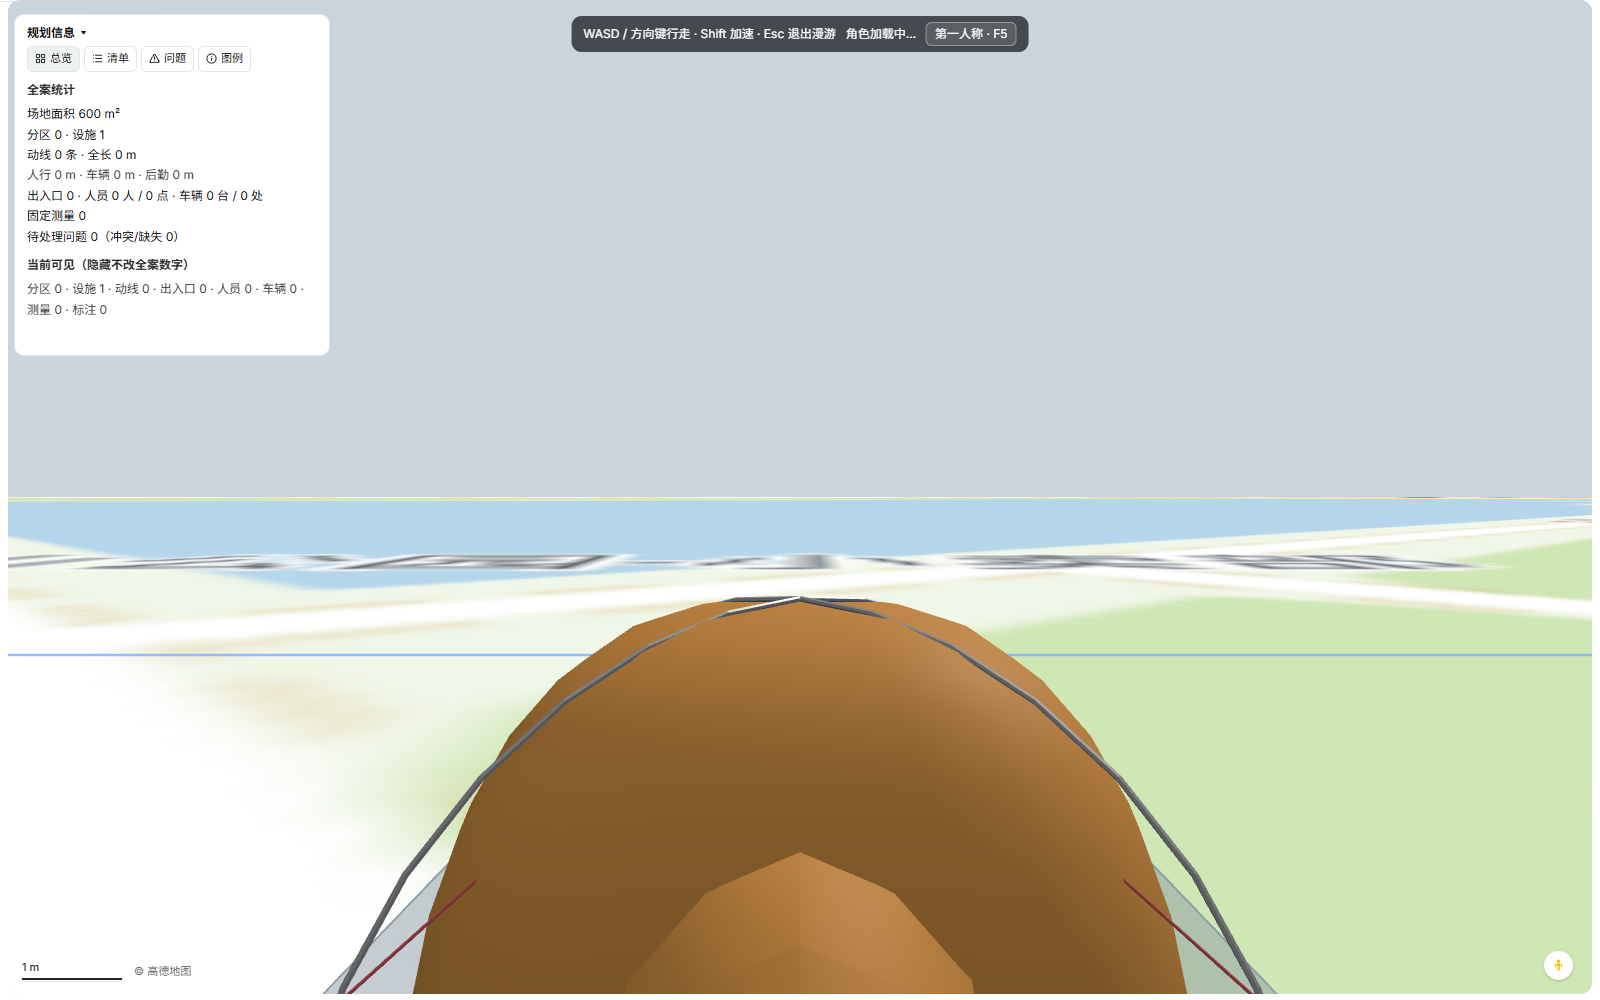 规划信息
总览 清单 问题 图例
全案统计
场地面积 600 m²
分区 0 · 设施 1
动线 0 条 · 全长 0 m
人行 0 m · 车辆 0 m · 后勤 0 m
出入口 0 · 人员 0 人 / 0 点 · 车辆 0 台 / 0 处
固定测量 0
待处理问题 0（冲突/缺失 0）
当前可见（隐藏不改全案数字）
分区 0 · 设施 1 · 动线 0 · 出入口 0 · 人员 0 · 车辆 0 ·
测量 0 · 标注 0
WASD / 方向键行走 · Shift 加速 · Esc 退出漫游 角色加载中... 第一人称 · F5
1 m
© 高德地图